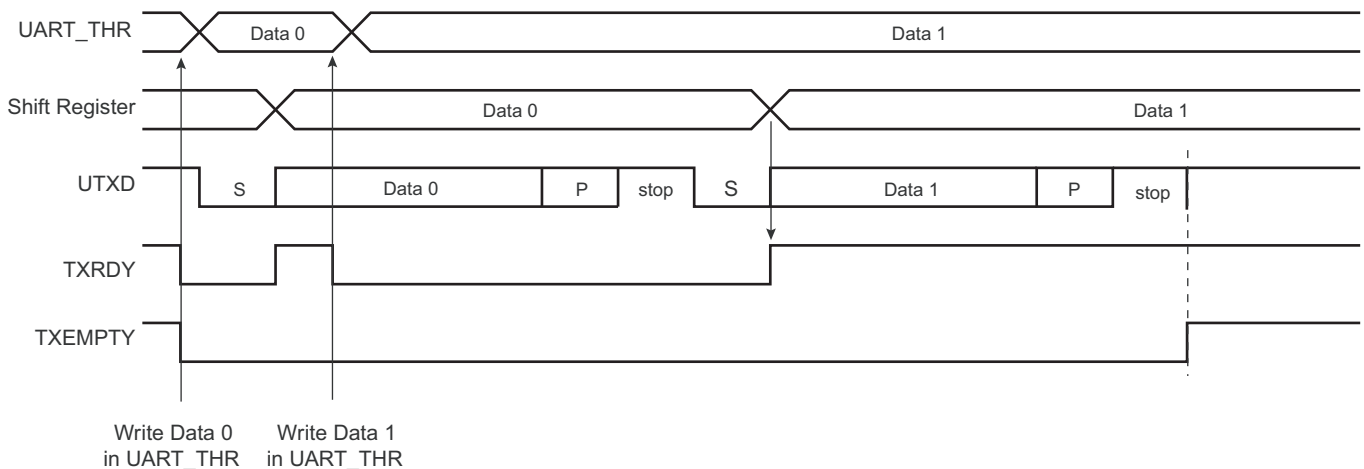 UART_THR Data 0 Data 1
Shift Register Data 0 Data 1
UTXD S Data 0 P stop S Data 1 P stop
TXRDY
TXEMPTY
Write Data 0 Write Data 1
in UART_THR in UART_THR